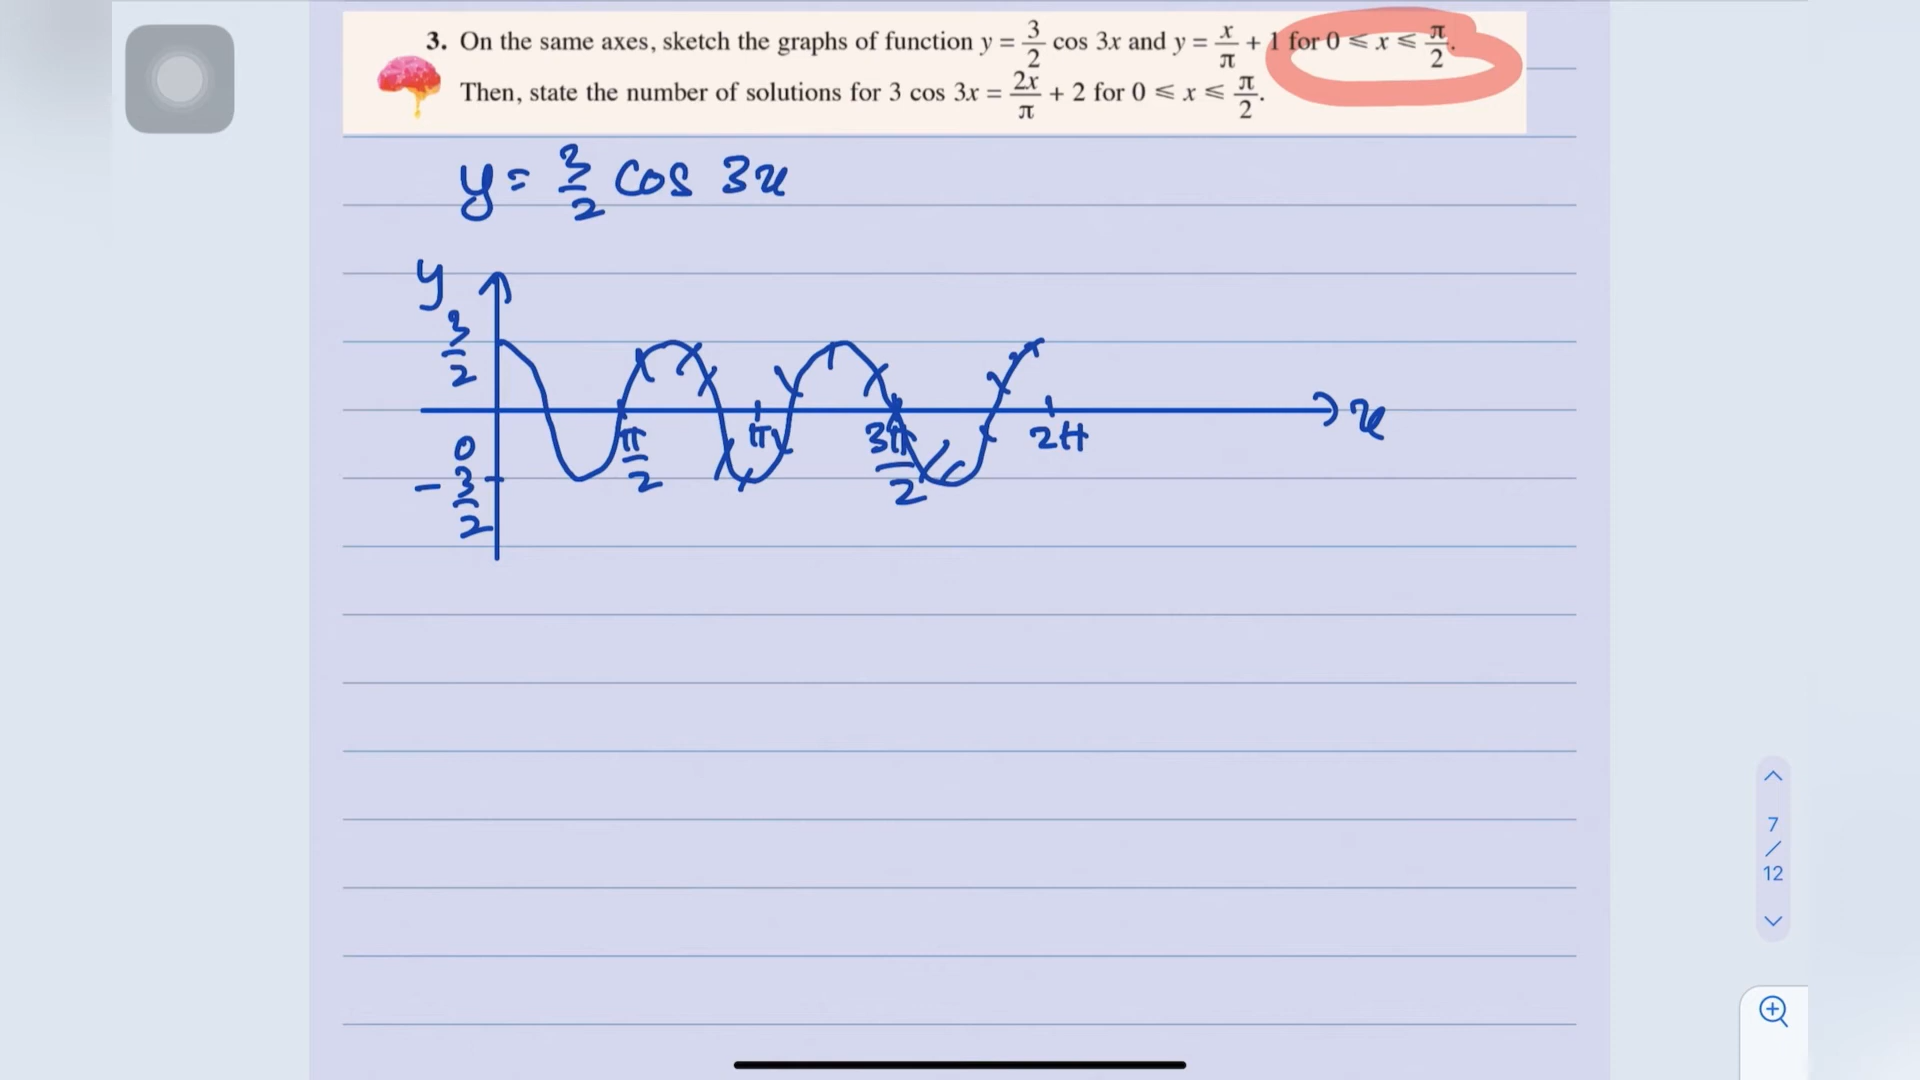 3. On the same axes, sketch the graphs of function y = 3/2 cos 3x and y = x/π + 1 for 0 ⩽ x ⩽ π/2.
Then, state the number of solutions for 3 cos 3x = 2x/π + 2 for 0 ⩽ x ⩽ π/2.
y = 3/2 cos 3x
y
3/2
0
π/2
π
3π/2
2π
x
-3/2
7
/
12